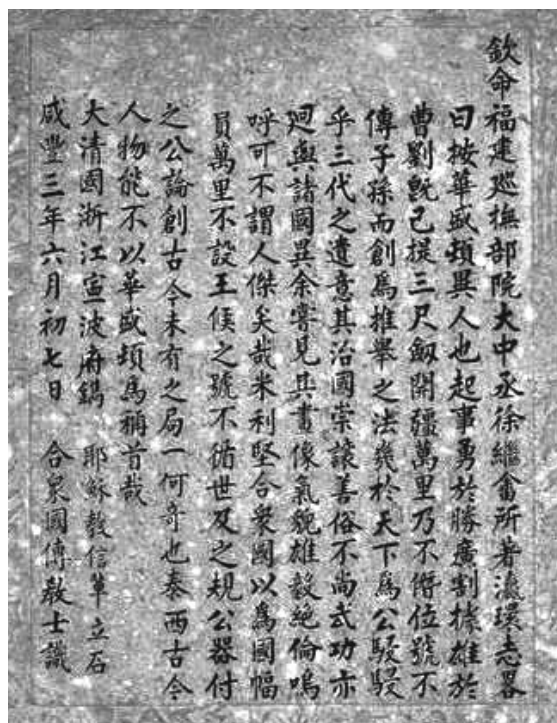 欽命福建巡撫部院大中丞徐繼畬所著瀛環志畧
曰按華盛頓異人也起事勇於勝廣割據雄於
曹劉旣已提三尺劔開疆萬里乃不僭位號不
傳子孫而創爲推舉之法幾於天下爲公駸駸
乎三代之遺意其治國崇讓善俗不尚武功亦
迥與諸國異余嘗見其畫像氣貌雄毅絕倫嗚
呼可不謂人傑矣哉米利堅合衆國以爲國幅
員萬里不設王侯之號不循世及之規公器付
之公論創古今未有之局一何奇也泰西古今
人物能不以華盛頓爲稱首哉
大清國浙江寧波府鐫 耶穌教信輩立石
咸豐三年六月初七日 合衆國傳教士識